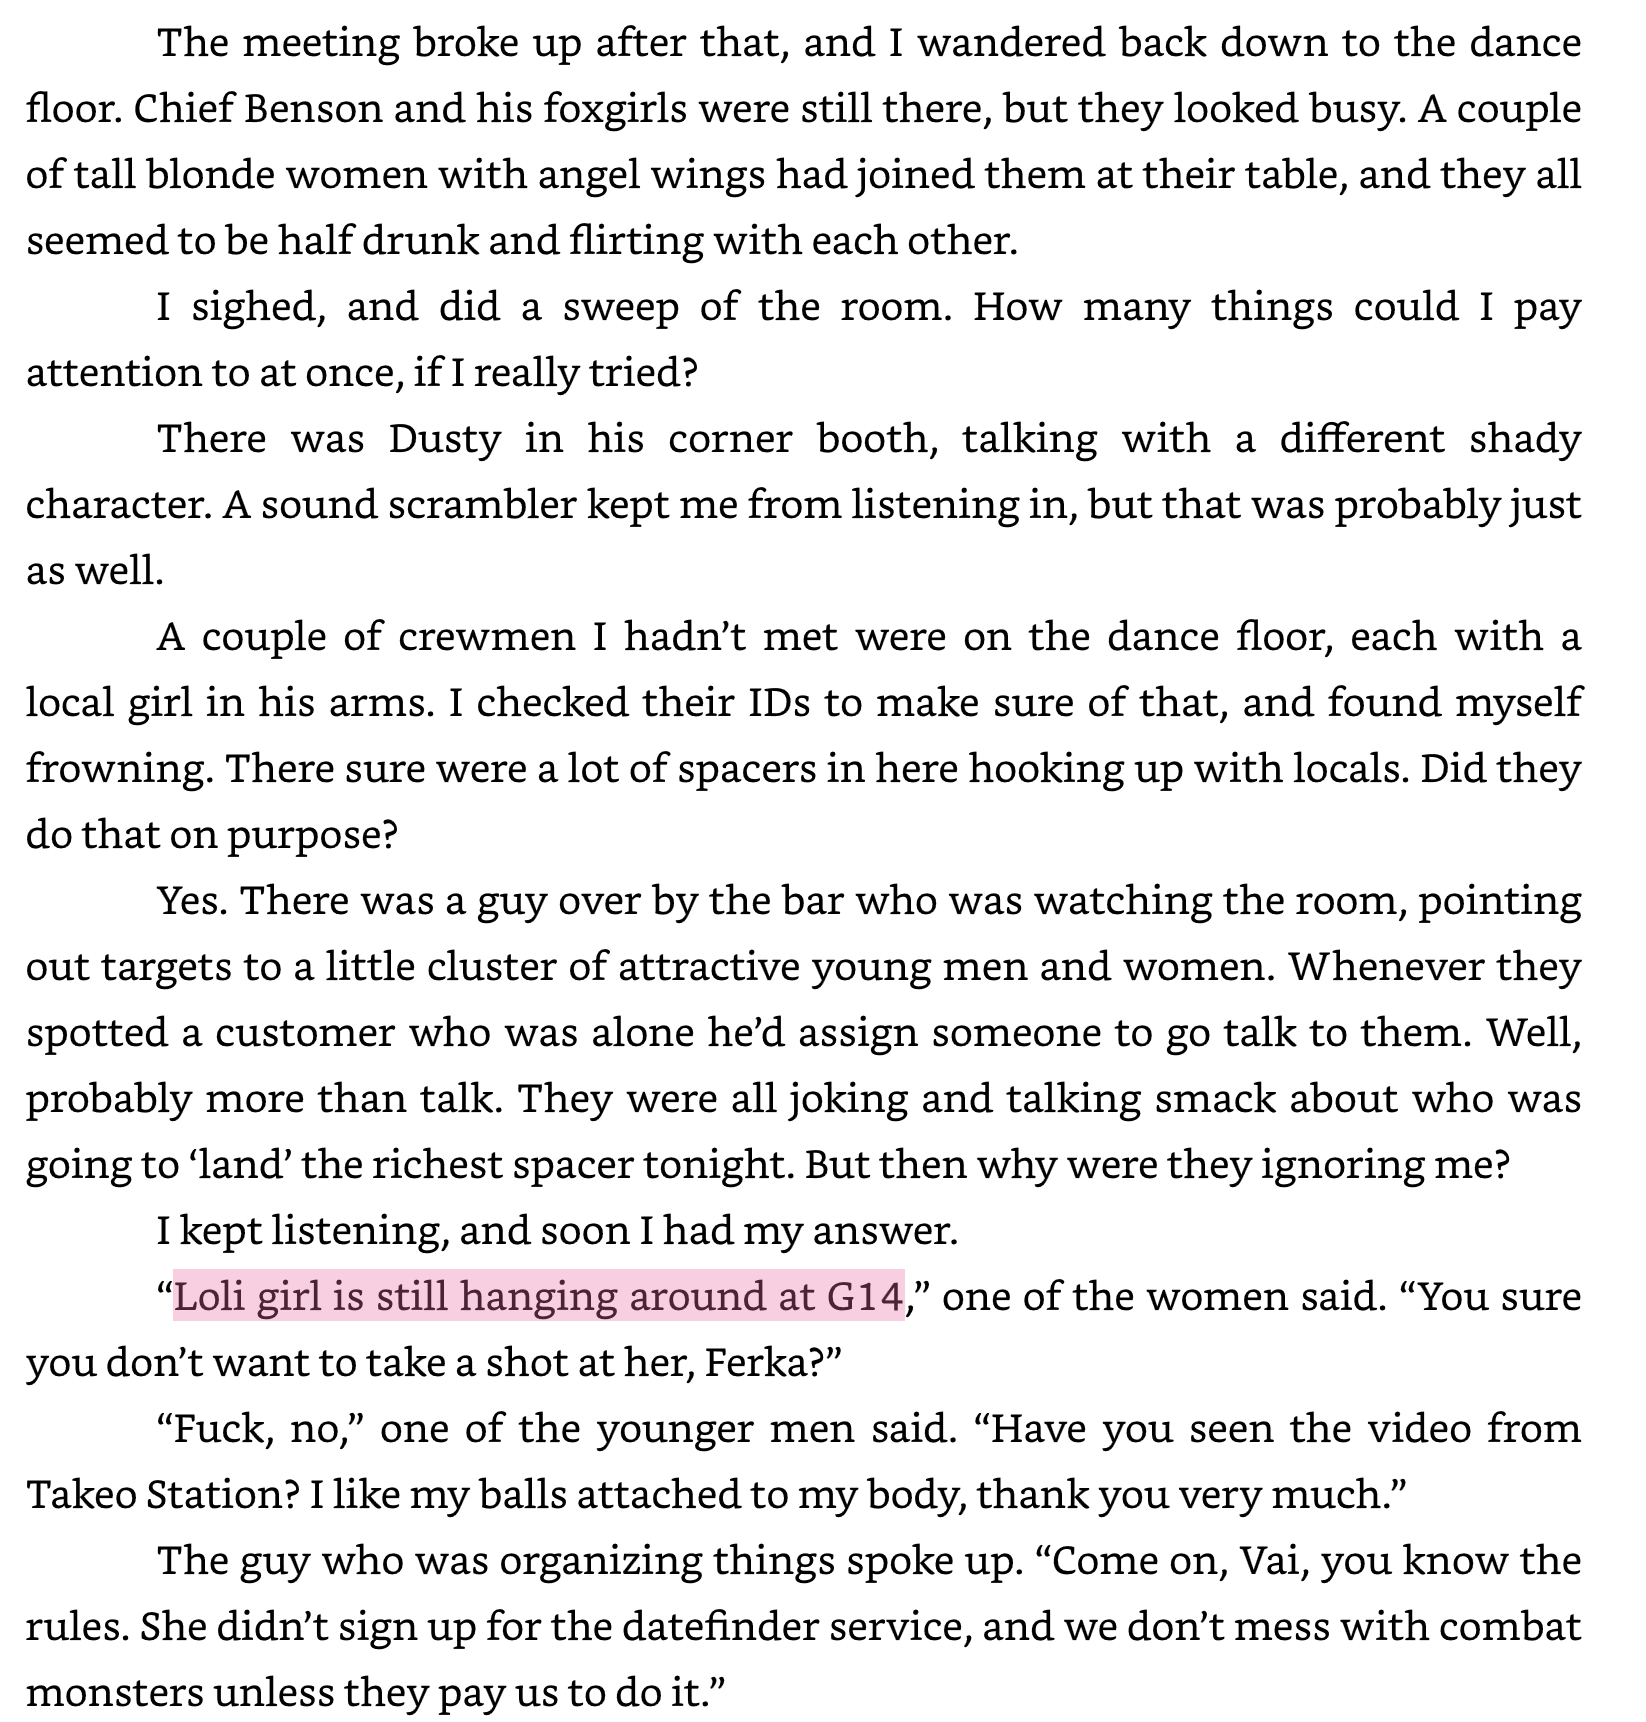 The meeting broke up after that, and I wandered back down to the dance
floor. Chief Benson and his foxgirls were still there, but they looked busy. A couple
of tall blonde women with angel wings had joined them at their table, and they all
seemed to be half drunk and flirting with each other.
I sighed, and did a sweep of the room. How many things could I pay
attention to at once, if I really tried?
There was Dusty in his corner booth, talking with a different shady
character. A sound scrambler kept me from listening in, but that was probably just
as well.
A couple of crewmen I hadn’t met were on the dance floor, each with a
local girl in his arms. I checked their IDs to make sure of that, and found myself
frowning. There sure were a lot of spacers in here hooking up with locals. Did they
do that on purpose?
Yes. There was a guy over by the bar who was watching the room, pointing
out targets to a little cluster of attractive young men and women. Whenever they
spotted a customer who was alone he’d assign someone to go talk to them. Well,
probably more than talk. They were all joking and talking smack about who was
going to ‘land’ the richest spacer tonight. But then why were they ignoring me?
I kept listening, and soon I had my answer.
“Loli girl is still hanging around at G14,” one of the women said. “You sure
you don’t want to take a shot at her, Ferka?”
“Fuck, no,” one of the younger men said. “Have you seen the video from
Takeo Station? I like my balls attached to my body, thank you very much.”
The guy who was organizing things spoke up. “Come on, Vai, you know the
rules. She didn’t sign up for the datefinder service, and we don’t mess with combat
monsters unless they pay us to do it.”